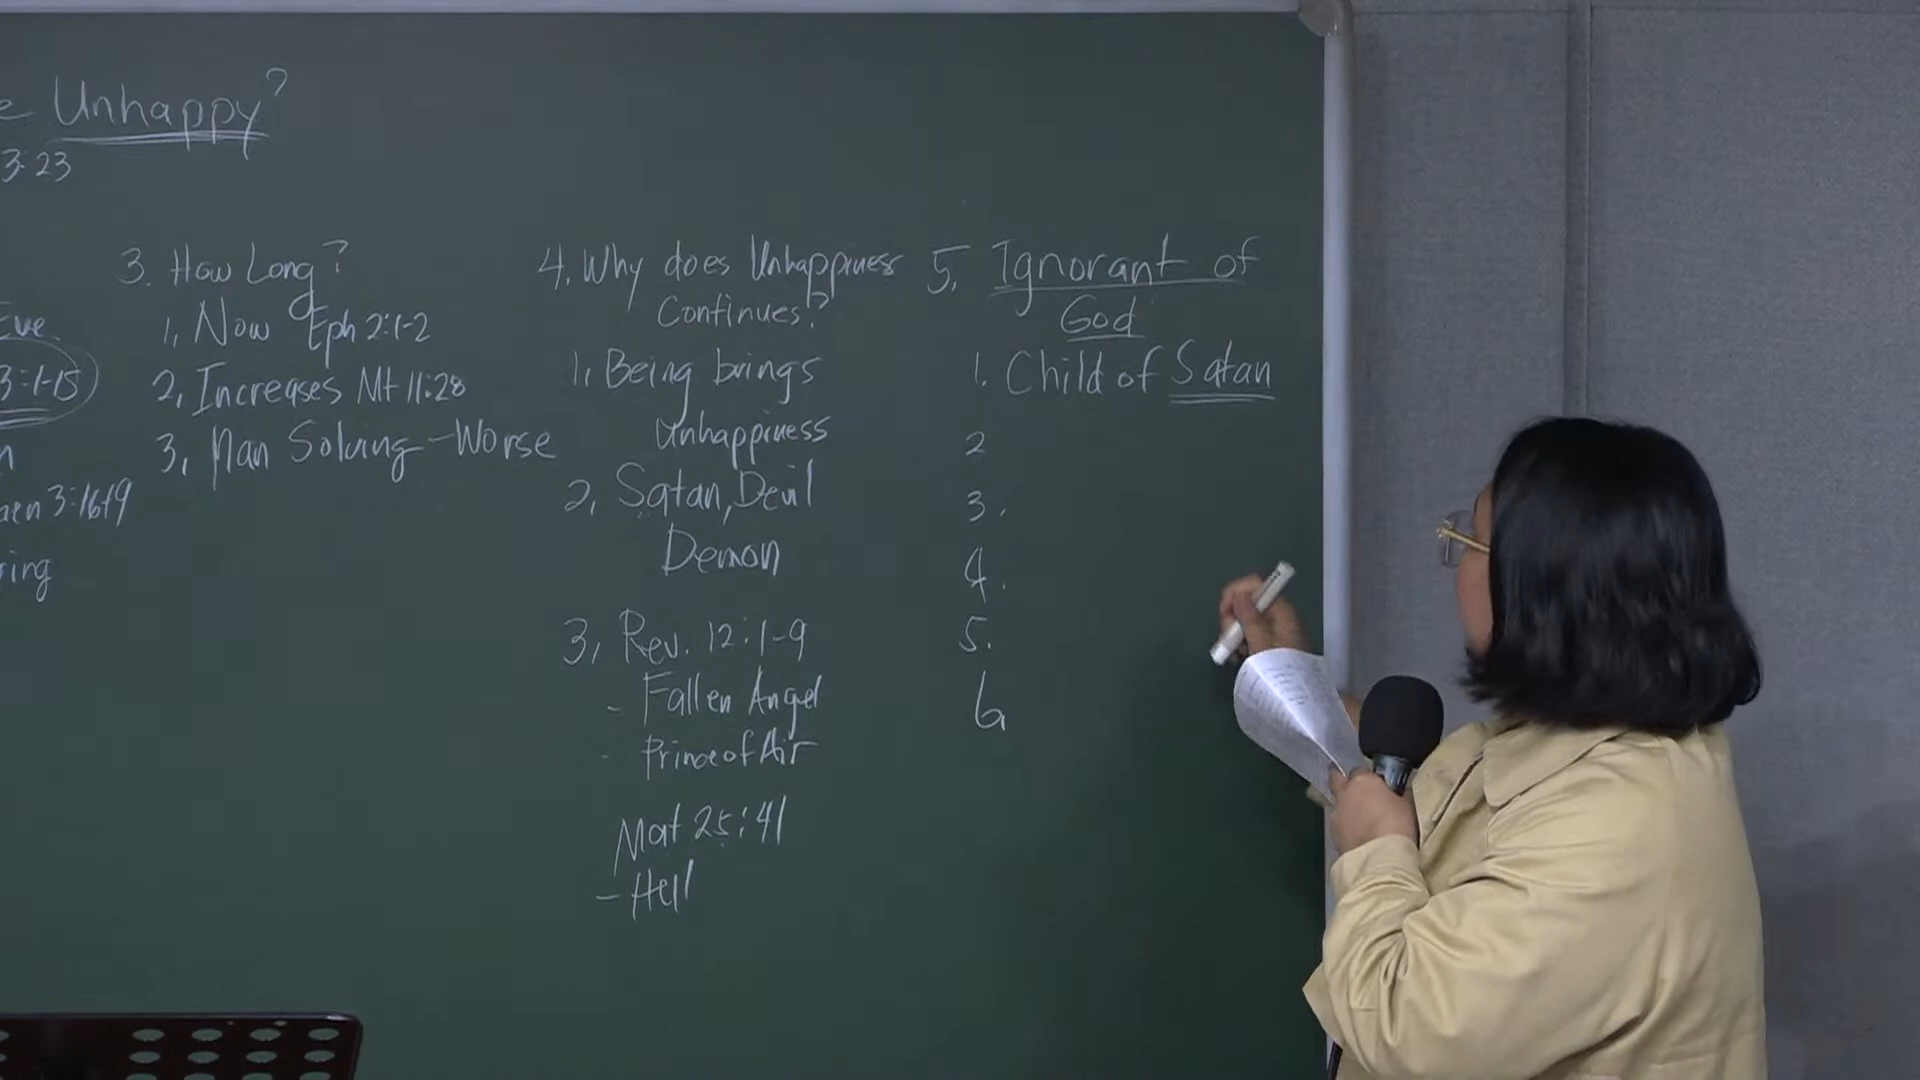 e Unhappy?
3:23
Eve
3:1-15
n
aen 3:16+9
ring
3. How Long?
1, Now Eph 2:1-2
2, Increases Mt 11:28
3, Man Solving - Worse
4. Why does Unhappiness
Continues?
1, Being brings
unhappiness
2, Satan, Devil
Demon
3, Rev. 12:1-9
- Fallen Angel
- Prince of Air
Mat 25:41
- Hell
5. Ignorant of
God
1. Child of Satan
2
3.
4.
5.
6.